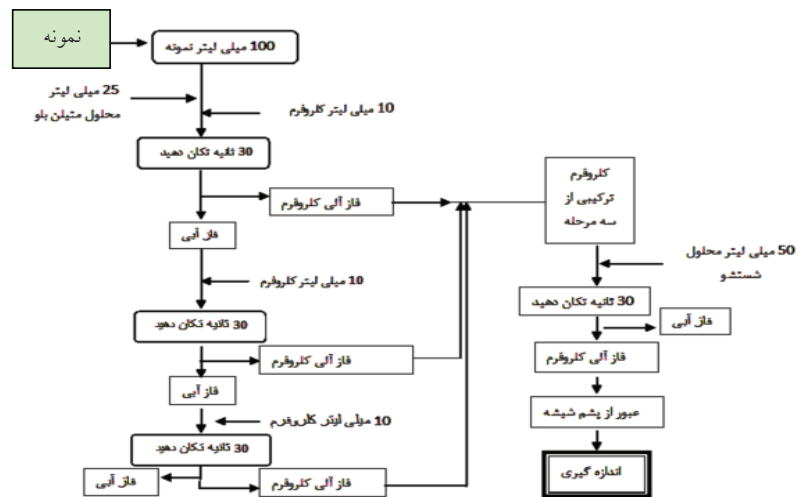 نمونه
100 میلی لیتر نمونه
25 میلی لیتر
محلول متیلن بلو
10 میلی لیتر کلروفرم
30 ثانیه تکان دهید
فاز آلی کلروفرم
فاز آبی
10 میلی لیتر کلروفرم
30 ثانیه تکان دهید
فاز آلی کلروفرم
فاز آبی
10 میلی لیتر کلروفرم
30 ثانیه تکان دهید
فاز آبی
فاز آلی کلروفرم
کلروفرم
ترکیبی از
سه مرحله
50 میلی لیتر محلول
شستشو
30 ثانیه تکان دهید
فاز آبی
فاز آلی کلروفرم
عبور از پشم شیشه
اندازه گیری